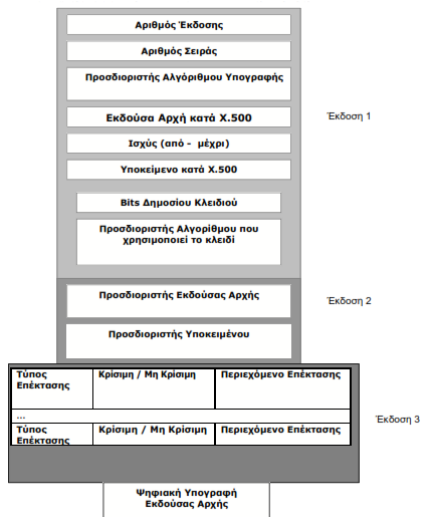 Αριθμός Έκδοσης
Αριθμός Σειράς
Προσδιοριστής Αλγόριθμου Υπογραφής
Εκδούσα Αρχή κατά X.500
Έκδοση 1
Ισχύς (από - μέχρι)
Υποκείμενο κατά X.500
Bits Δημοσίου Κλειδιού
Προσδιοριστής Αλγορίθμου που
χρησιμοποιεί το κλειδί
Προσδιοριστής Εκδούσας Αρχής
Έκδοση 2
Προσδιοριστής Υποκειμένου
Τύπος
Επέκτασης
Κρίσιμη / Μη Κρίσιμη
Περιεχόμενο Επέκτασης
...
Έκδοση 3
Τύπος
Επέκτασης
Κρίσιμη / Μη Κρίσιμη
Περιεχόμενο Επέκτασης
Ψηφιακή Υπογραφή
Εκδούσας Αρχής